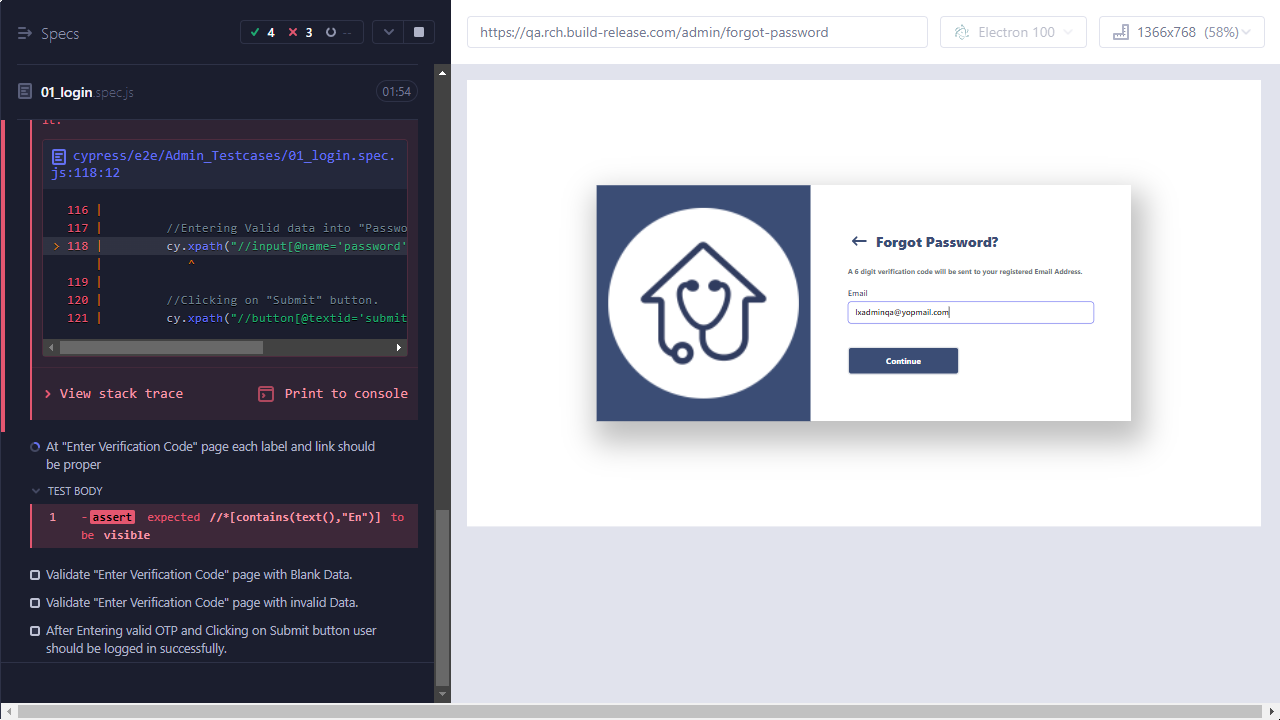 Specs
4
3
--
01_login.spec.js
01:54
it.
cypress/e2e/Admin_Testcases/01_login.spec.
js:118:12
116 |
117 | //Entering Valid data into "Passwo
> 118 | cy.xpath("//input[@name='password'
| ^
119 |
120 | //Clicking on "Submit" button.
121 | cy.xpath("//button[@textid='submit
View stack trace
Print to console
At "Enter Verification Code" page each label and link should
be proper
TEST BODY
1 -assert expected //*[contains(text(),"En")] to
be visible
Validate "Enter Verification Code" page with Blank Data.
Validate "Enter Verification Code" page with invalid Data.
After Entering valid OTP and Clicking on Submit button user
should be logged in successfully.
https://qa.rch.build-release.com/admin/forgot-password
Electron 100
1366x768 (58%)
Forgot Password?
A 6 digit verification code will be sent to your registered Email Address.
Email
lxadminqa@yopmail.com
Continue